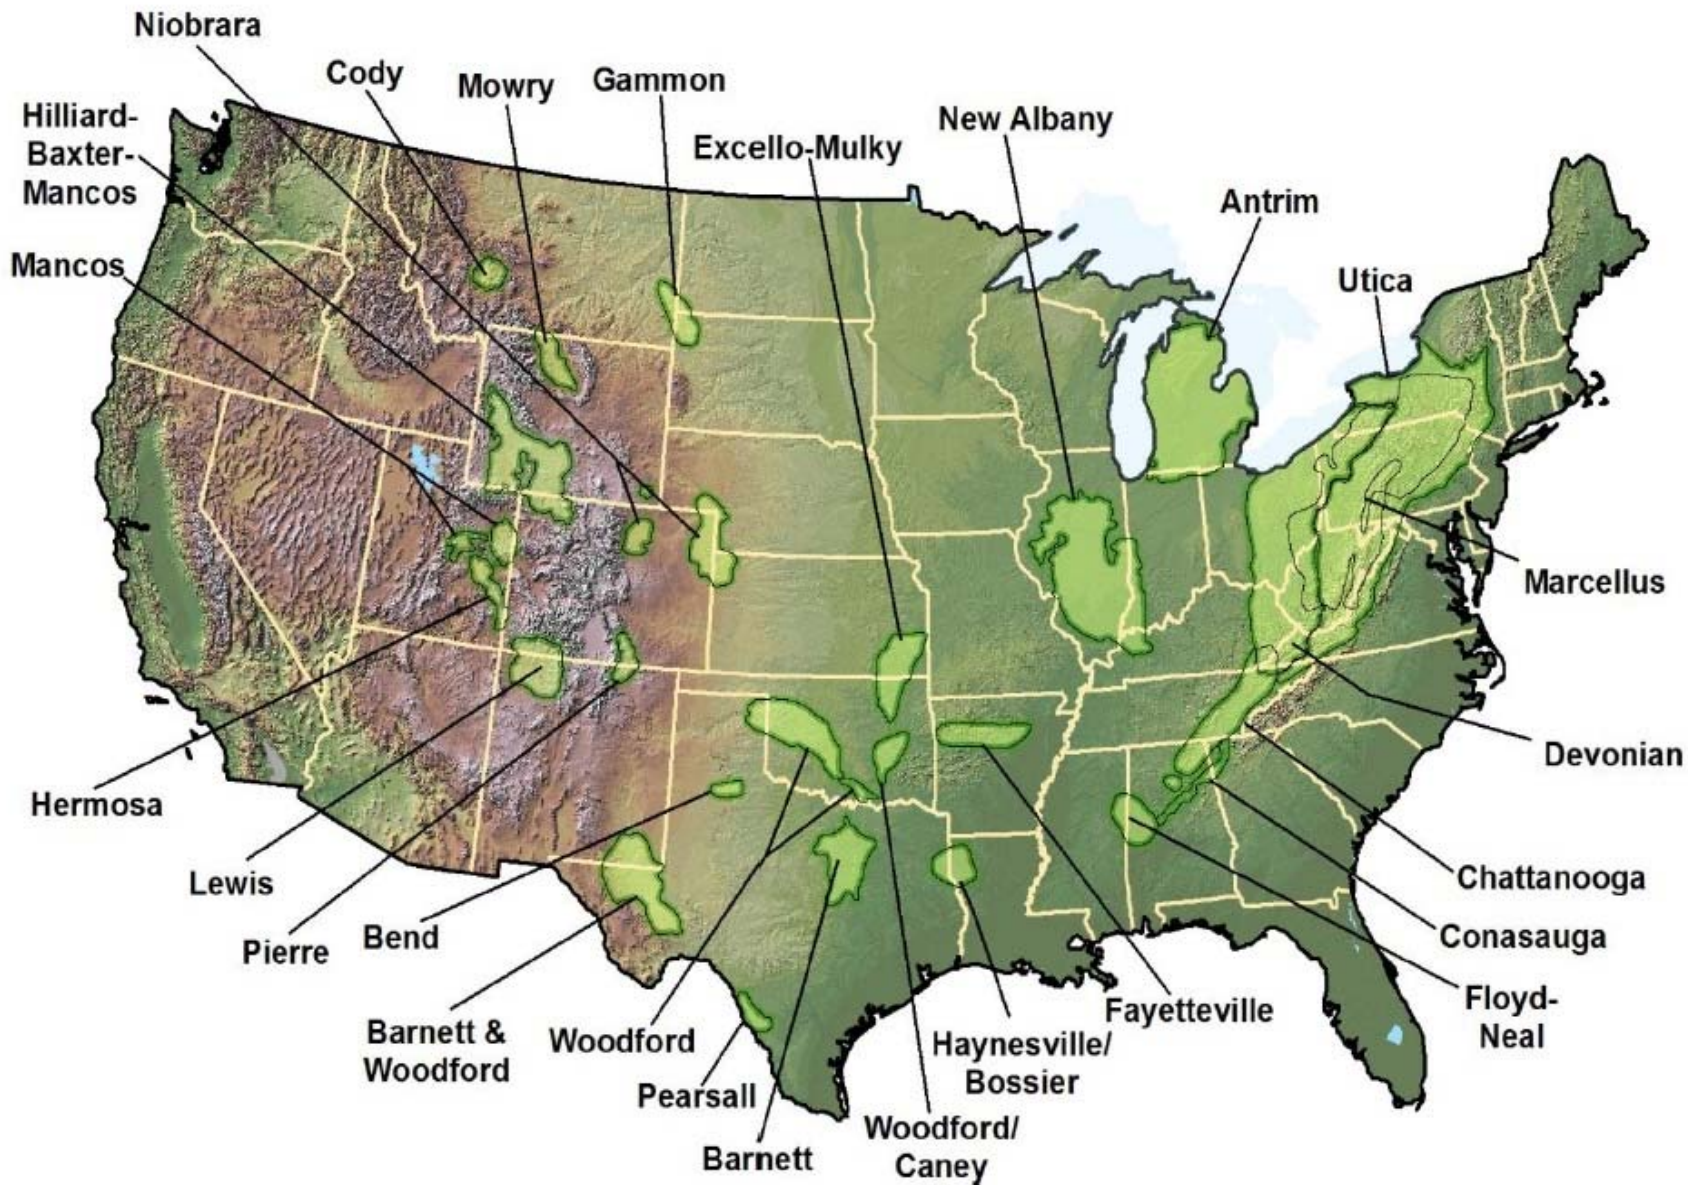 Niobrara
Cody
Mowry
Gammon
Hilliard-
Baxter-
Mancos
Excello-Mulky
New Albany
Antrim
Mancos
Utica
Marcellus
Hermosa
Devonian
Lewis
Chattanooga
Pierre
Bend
Conasauga
Barnett &
Woodford
Woodford
Pearsall
Barnett
Woodford/
Caney
Haynesville/
Bossier
Fayetteville
Floyd-
Neal